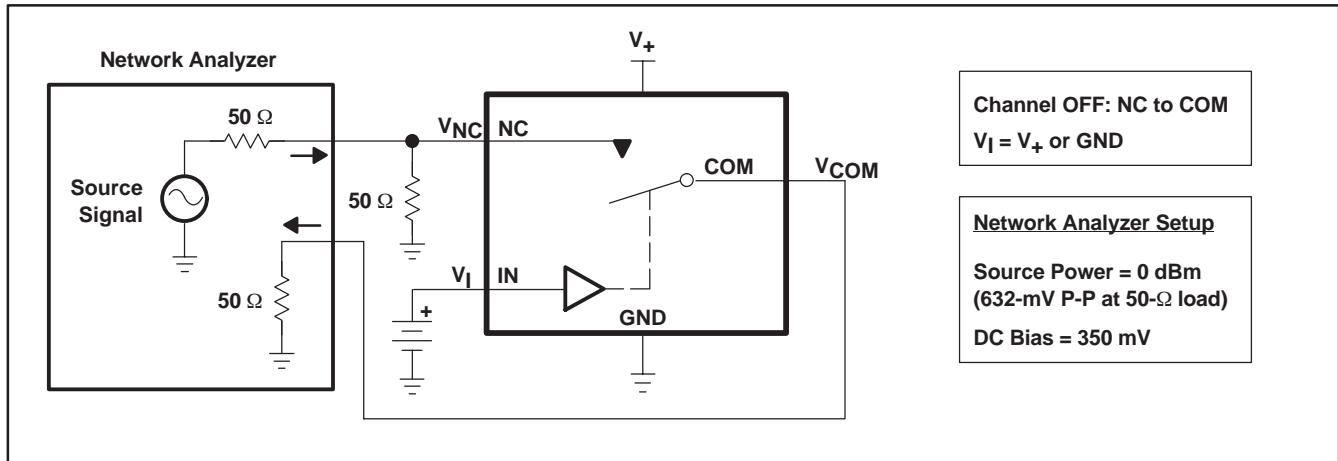 Network Analyzer
50 Ω
Source
Signal
50 Ω
50 Ω
V+
VNC
NC
COM
VCOM
VI
IN
+
GND
Channel OFF: NC to COM
VI = V+ or GND
Network Analyzer Setup
Source Power = 0 dBm
(632-mV P-P at 50-Ω load)
DC Bias = 350 mV